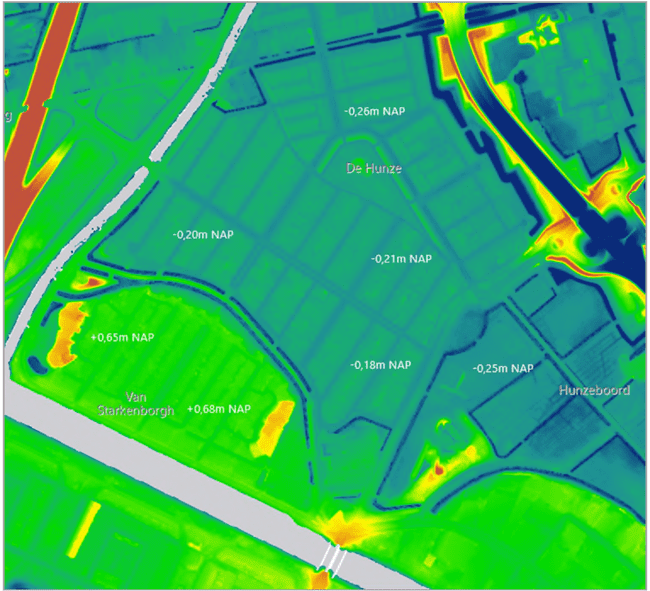 g
-0,26m NAP
De Hunze
-0,20m NAP
-0,21m NAP
+0,65m NAP
-0,18m NAP
-0,25m NAP
Hunzeboord
Van
Starkenborgh
+0,68m NAP